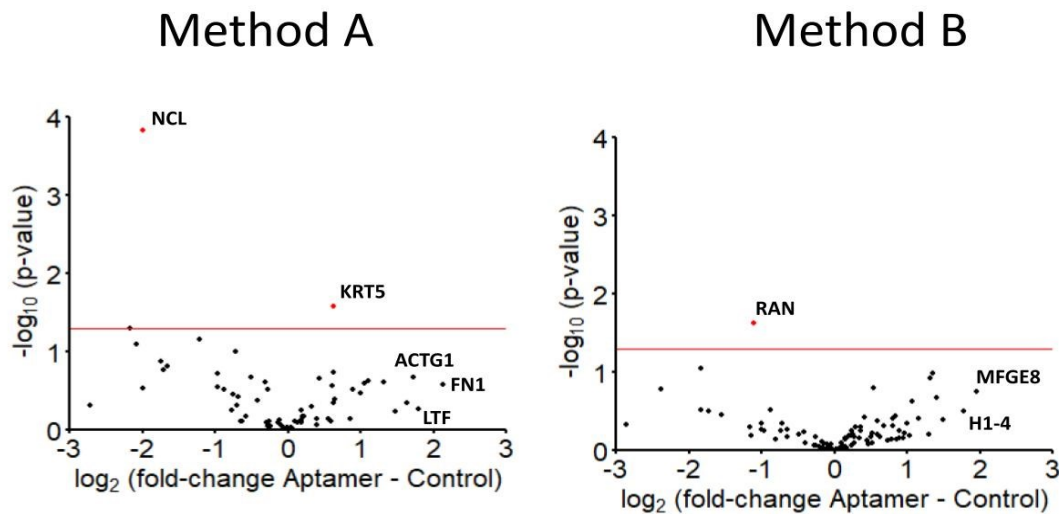 Method A
Method B
4
3
2
1
0
-log10 (p-value)
NCL
KRT5
ACTG1
FN1
LTF
-3
-2
-1
0
1
2
3
log2 (fold-change Aptamer - Control)
4
3
2
1
0
-log10 (p-value)
RAN
MFGE8
H1-4
-3
-2
-1
0
1
2
3
log2 (fold-change Aptamer - Control)